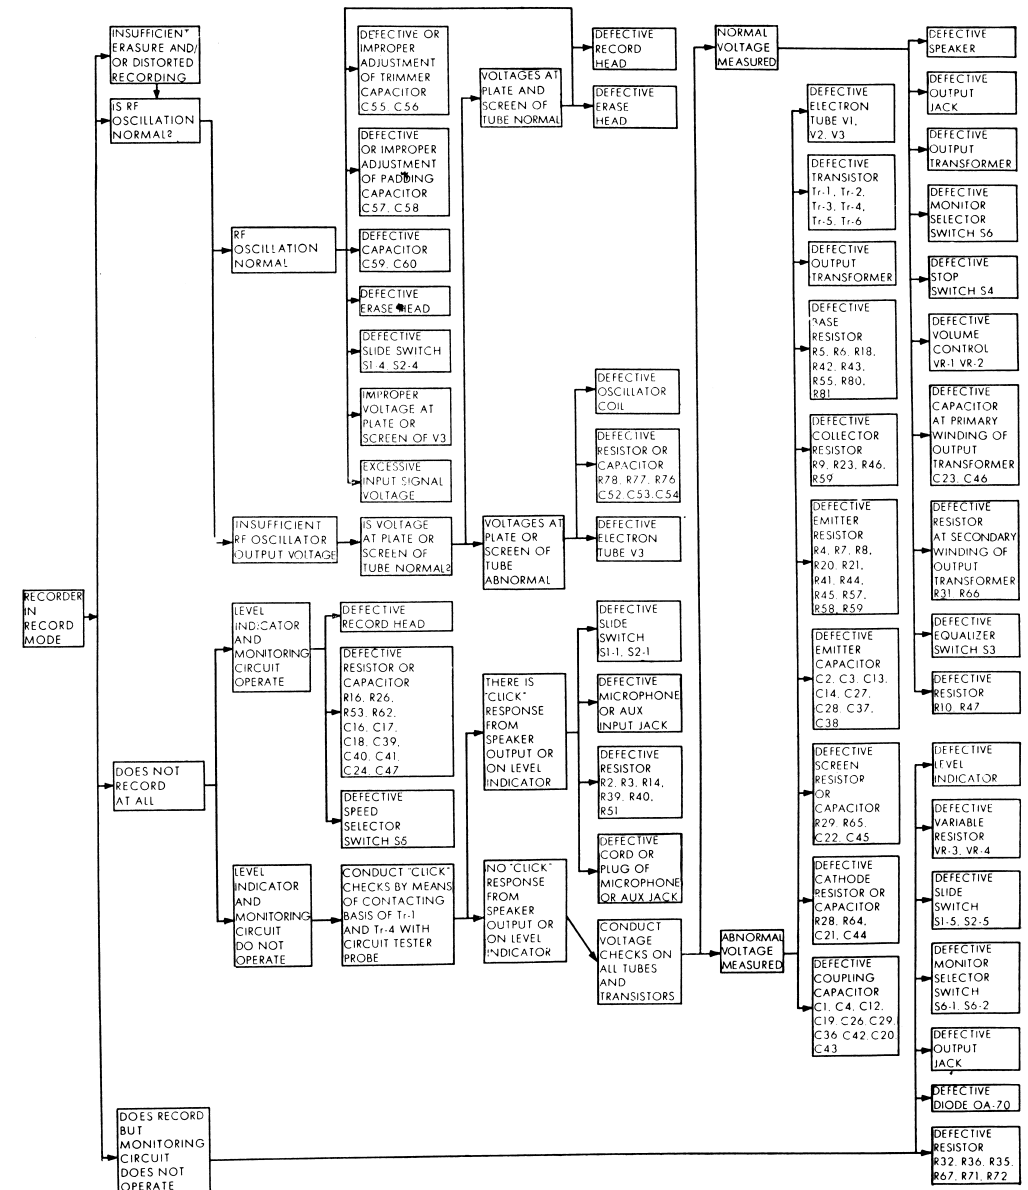 RECORDER
IN
RECORD
MODE
INSUFFICIENT
ERASURE AND/
OR DISTORTED
RECORDING
IS RF
OSCILLATION
NORMAL?
DOES NOT
RECORD
AT ALL
DOES RECORD
BUT
MONITORING
CIRCUIT
DOES NOT
OPERATE
RF
OSCILLATION
NORMAL
INSUFFICIENT
RF OSCILLATOR
OUTPUT VOLTAGE
LEVEL
INDICATOR
AND
MONITORING
CIRCUIT
OPERATE
LEVEL
INDICATOR
AND
MONITORING
CIRCUIT
DO NOT
OPERATE
DEFECTIVE OR
IMPROPER
ADJUSTMENT
OF TRIMMER
CAPACITOR
C55, C56
DEFECTIVE
OR IMPROPER
ADJUSTMENT
OF PADDING
CAPACITOR
C57, C58
DEFECTIVE
CAPACITOR
C59, C60
DEFECTIVE
ERASE HEAD
DEFECTIVE
SLIDE SWITCH
S1-4, S2-4
IMPROPER
VOLTAGE AT
PLATE OR
SCREEN OF V3
EXCESSIVE
INPUT SIGNAL
VOLTAGE
IS VOLTAGE
AT PLATE OR
SCREEN OF
TUBE NORMAL?
DEFECTIVE
RECORD HEAD
DEFECTIVE
RESISTOR OR
CAPACITOR
R16, R26,
R53, R62,
C16, C17,
C18, C39,
C40, C41,
C24, C47
DEFECTIVE
SPEED
SELECTOR
SWITCH S5
CONDUCT "CLICK"
CHECKS BY MEANS
OF CONTACTING
BASIS OF Tr-1
AND Tr-4 WITH
CIRCUIT TESTER
PROBE
VOLTAGES AT
PLATE AND
SCREEN OF
TUBE NORMAL
VOLTAGES AT
PLATE OR
SCREEN OF
TUBE
ABNORMAL
THERE IS
"CLICK"
RESPONSE
FROM
SPEAKER
OUTPUT OR
ON LEVEL
INDICATOR
NO "CLICK"
RESPONSE
FROM
SPEAKER
OUTPUT OR
ON LEVEL
INDICATOR
DEFECTIVE
RECORD
HEAD
DEFECTIVE
ERASE
HEAD
DEFECTIVE
OSCILLATOR
COIL
DEFECTIVE
RESISTOR OR
CAPACITOR
R78, R77, R76
C52, C53, C54
DEFECTIVE
ELECTRON
TUBE V3
DEFECTIVE
SLIDE
SWITCH
S1-1, S2-1
DEFECTIVE
MICROPHONE
OR AUX
INPUT JACK
DEFECTIVE
RESISTOR
R2, R3, R14,
R39, R40,
R51
DEFECTIVE
CORD OR
PLUG OF
MICROPHONE
OR AUX JACK
CONDUCT
VOLTAGE
CHECKS ON
ALL TUBES
AND
TRANSISTORS
NORMAL
VOLTAGE
MEASURED
ABNORMAL
VOLTAGE
MEASURED
DEFECTIVE
ELECTRON
TUBE V1,
V2, V3
DEFECTIVE
TRANSISTOR
Tr-1, Tr-2,
Tr-3, Tr-4,
Tr-5, Tr-6
DEFECTIVE
OUTPUT
TRANSFORMER
DEFECTIVE
BASE
RESISTOR
R5, R6, R18,
R42, R43,
R55, R80,
R81
DEFECTIVE
COLLECTOR
RESISTOR
R9, R23, R46,
R59
DEFECTIVE
EMITTER
RESISTOR
R4, R7, R8,
R20, R21,
R41, R44,
R45, R57,
R58, R59
DEFECTIVE
EMITTER
CAPACITOR
C2, C3, C13,
C14, C27,
C28, C37,
C38
DEFECTIVE
SCREEN
RESISTOR
OR
CAPACITOR
R29, R65,
C22, C45
DEFECTIVE
CATHODE
RESISTOR OR
CAPACITOR
R28, R64,
C21, C44
DEFECTIVE
COUPLING
CAPACITOR
C1, C4, C12,
C19, C26, C29,
C36 C42, C20,
C43
DEFECTIVE
SPEAKER
DEFECTIVE
OUTPUT
JACK
DEFECTIVE
OUTPUT
TRANSFORMER
DEFECTIVE
MONITOR
SELECTOR
SWITCH S6
DEFECTIVE
STOP
SWITCH S4
DEFECTIVE
VOLUME
CONTROL
VR-1 VR-2
DEFECTIVE
CAPACITOR
AT PRIMARY
WINDING OF
OUTPUT
TRANSFORMER
C23, C46
DEFECTIVE
RESISTOR
AT SECONDARY
WINDING OF
OUTPUT
TRANSFORMER
R31, R66
DEFECTIVE
EQUALIZER
SWITCH S3
DEFECTIVE
RESISTOR
R10, R47
DEFECTIVE
LEVEL
INDICATOR
DEFECTIVE
VARIABLE
RESISTOR
VR-3, VR-4
DEFECTIVE
SLIDE
SWITCH
S1-5, S2-5
DEFECTIVE
MONITOR
SELECTOR
SWITCH
S6-1, S6-2
DEFECTIVE
OUTPUT
JACK
DEFECTIVE
DIODE OA-70
DEFECTIVE
RESISTOR
R32, R36, R35,
R67, R71, R72